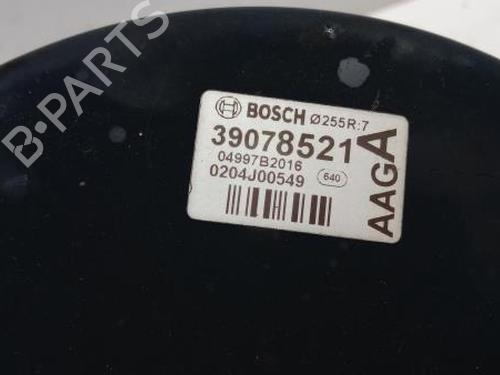 B-PARTS
BOSCH Ø255R:7
39078521
04997B2016
0204J00549 640
AAGA